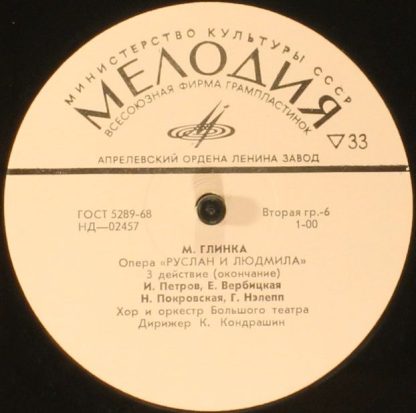 МИНИСТЕРСТВО КУЛЬТУРЫ СССР
МЕЛОДИЯ
ВСЕСОЮЗНАЯ ФИРМА ГРАМПЛАСТИНОК
▽33
АПРЕЛЕВСКИЙ ОРДЕНА ЛЕНИНА ЗАВОД
ГОСТ 5289-68 Вторая гр.-6
НД—02457 1-00
М. ГЛИНКА
Опера «РУСЛАН И ЛЮДМИЛА»
3 действие (окончание)
И. Петров, Е. Вербицкая
Н. Покровская, Г. Нэлепп
Хор и оркестр Большого театра
Дирижер К. Кондрашин